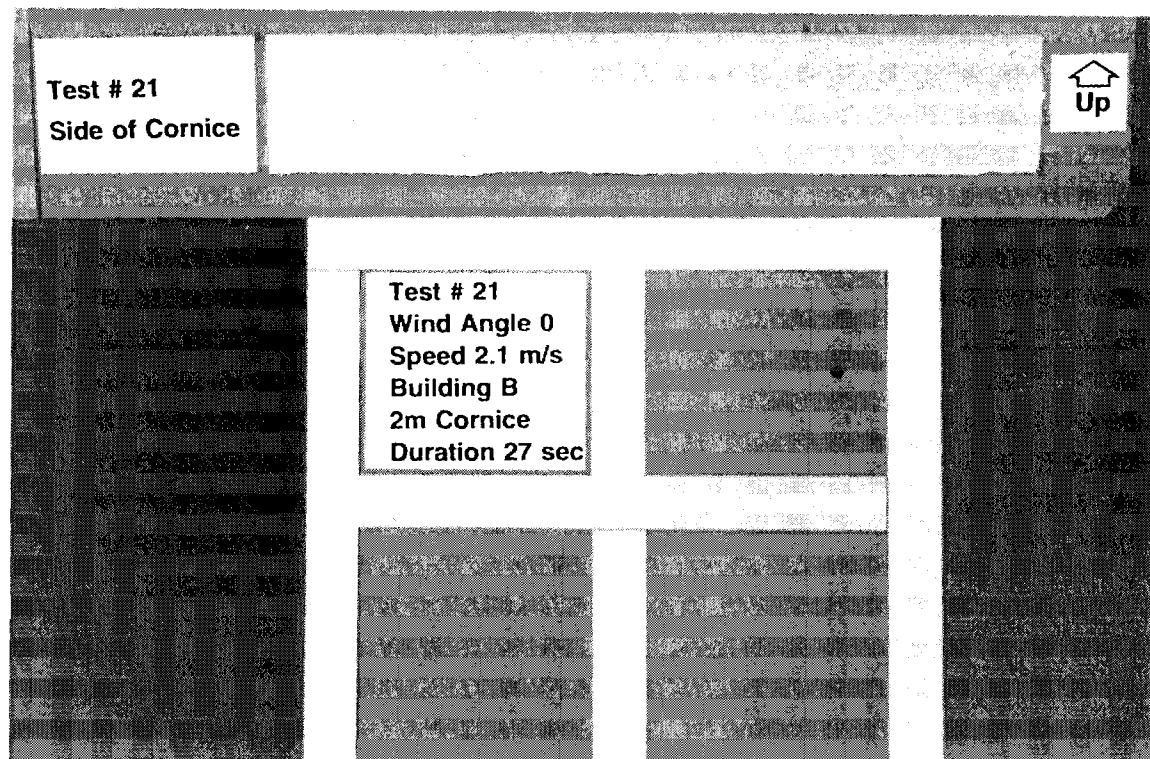 Test # 21
Side of Cornice
Up
Test # 21
Wind Angle 0
Speed 2.1 m/s
Building B
2m Cornice
Duration 27 sec